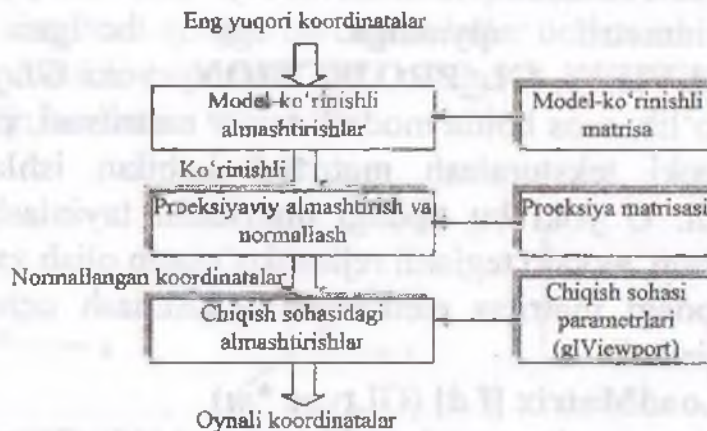 Eng yuqori koordinatalar
Model-ko'rinishli
almashtirishlar
Model-ko'rinishli
matrisa
Ko'rinishli
Proeksiyaviy almashtirish va
normallash
Proeksiya matrisasi
Normallangan koordinatalar
Chiqish sohasidagi
almashtirishlar
Chiqish sohasi
parametrlari
(glViewport)
Oynali koordinatalar